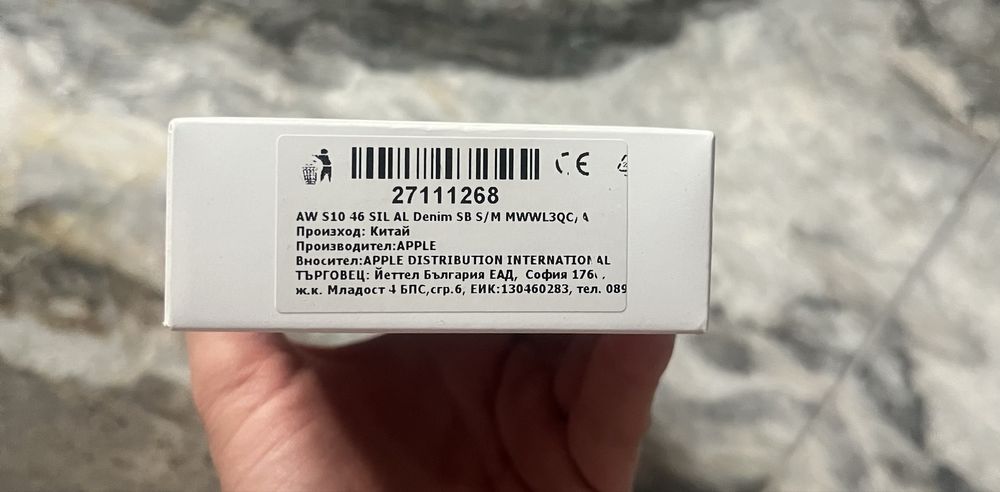 CE
27111268
AW S10 46 SIL AL Denim SB S/M MWWL3QC/A
Произход: Китай
Производител:APPLE
Вносител:APPLE DISTRIBUTION INTERNATIONAL
ТЪРГОВЕЦ: Йеттел България ЕАД, София
ж.к. Младост 4 БПС,сгр.6, ЕИК:130460283, тел. 089